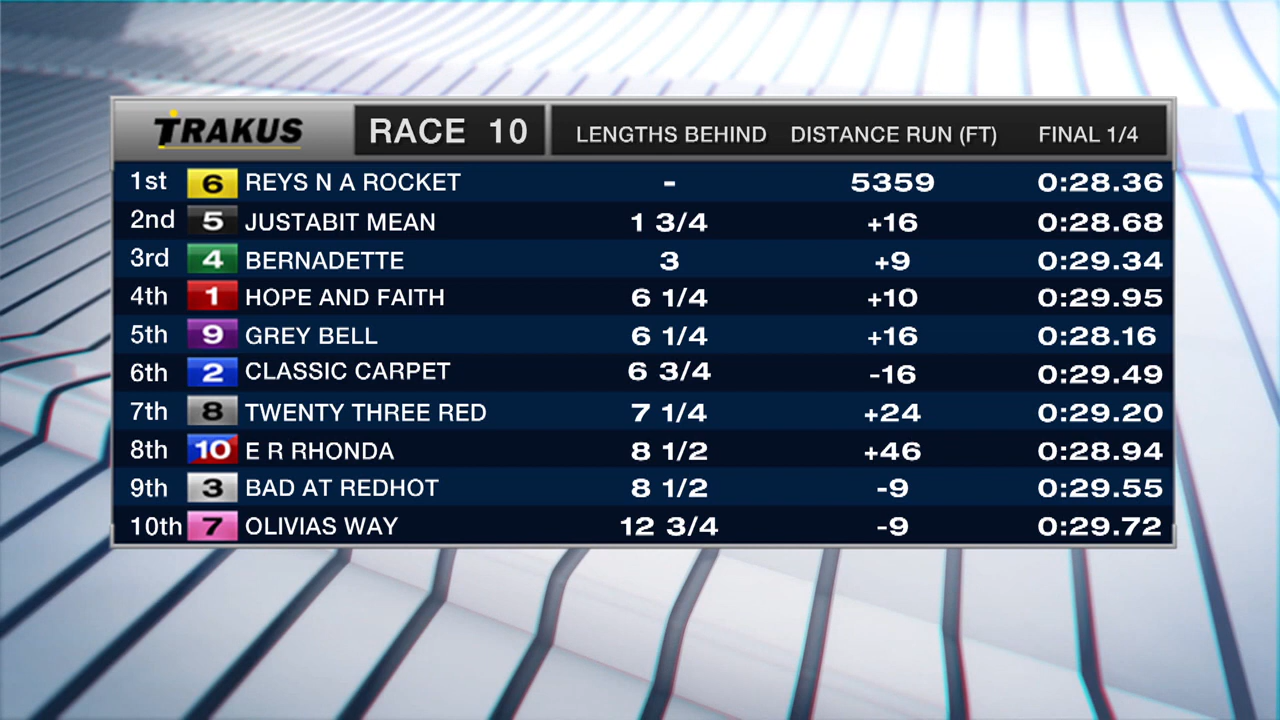 TRAKUS RACE 10 LENGTHS BEHIND DISTANCE RUN (FT) FINAL 1/4
1st 6 REYS N A ROCKET - 5359 0:28.36
2nd 5 JUSTABIT MEAN 1 3/4 +16 0:28.68
3rd 4 BERNADETTE 3 +9 0:29.34
4th 1 HOPE AND FAITH 6 1/4 +10 0:29.95
5th 9 GREY BELL 6 1/4 +16 0:28.16
6th 2 CLASSIC CARPET 6 3/4 -16 0:29.49
7th 8 TWENTY THREE RED 7 1/4 +24 0:29.20
8th 10 E R RHONDA 8 1/2 +46 0:28.94
9th 3 BAD AT REDHOT 8 1/2 -9 0:29.55
10th 7 OLIVIAS WAY 12 3/4 -9 0:29.72